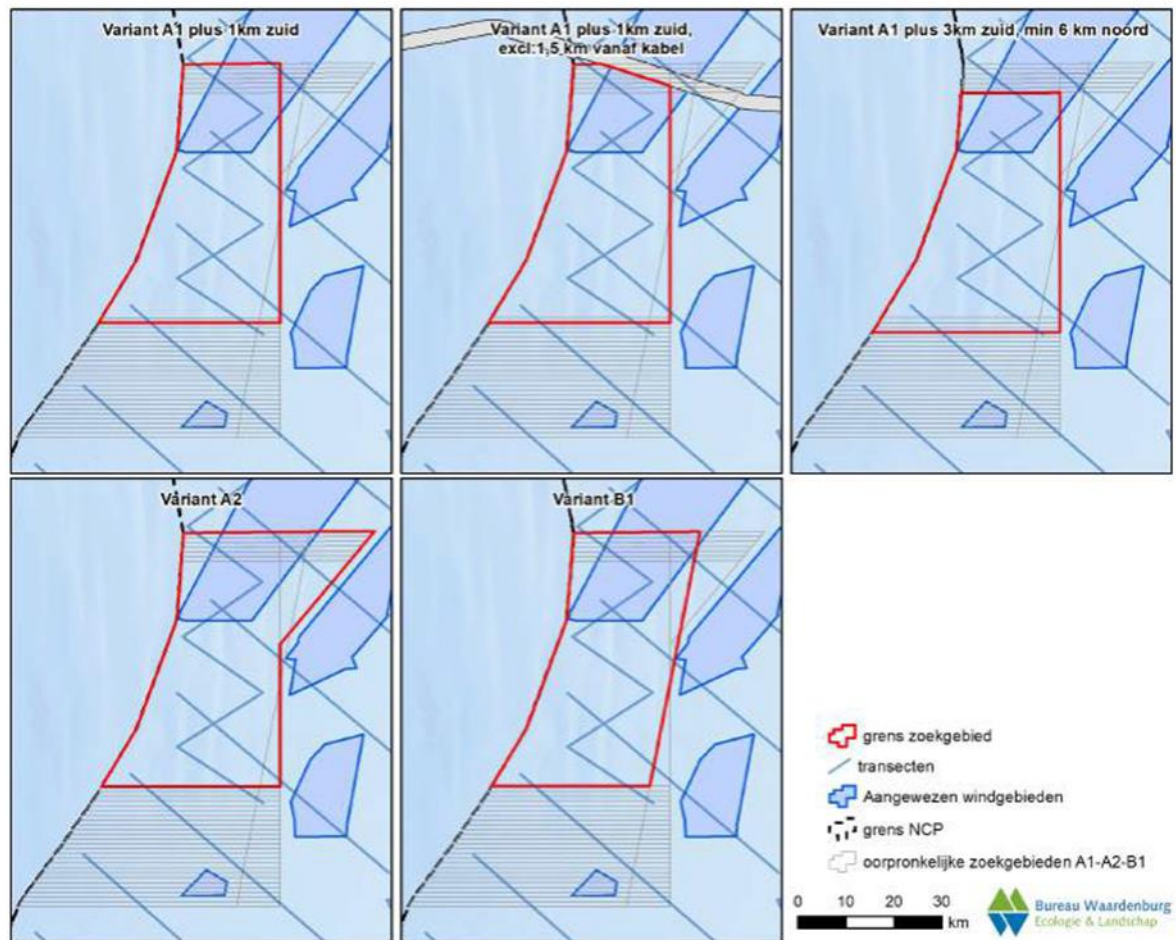 Variant A1 plus 1km zuid
Variant A1 plus 1km zuid,
excl:1,5 km vanaf kabel
Variant A1 plus 3km zuid, min 6 km noord
Variant A2
Variant B1
grens zoekgebied
transecten
Aangewezen windgebieden
grens NCP
oorpronkelijke zoekgebieden A1-A2-B1
0 10 20 30
km
Bureau Waardenburg
Ecologie & Landschap